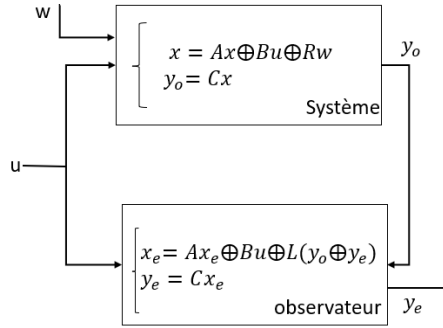 w
x = Ax⊕Bu⊕Rw
y_o = Cx
Système
y_o
u
x_e= Ax_e⊕Bu⊕L(y_o⊕y_e)
y_e = Cx_e
observateur
y_e